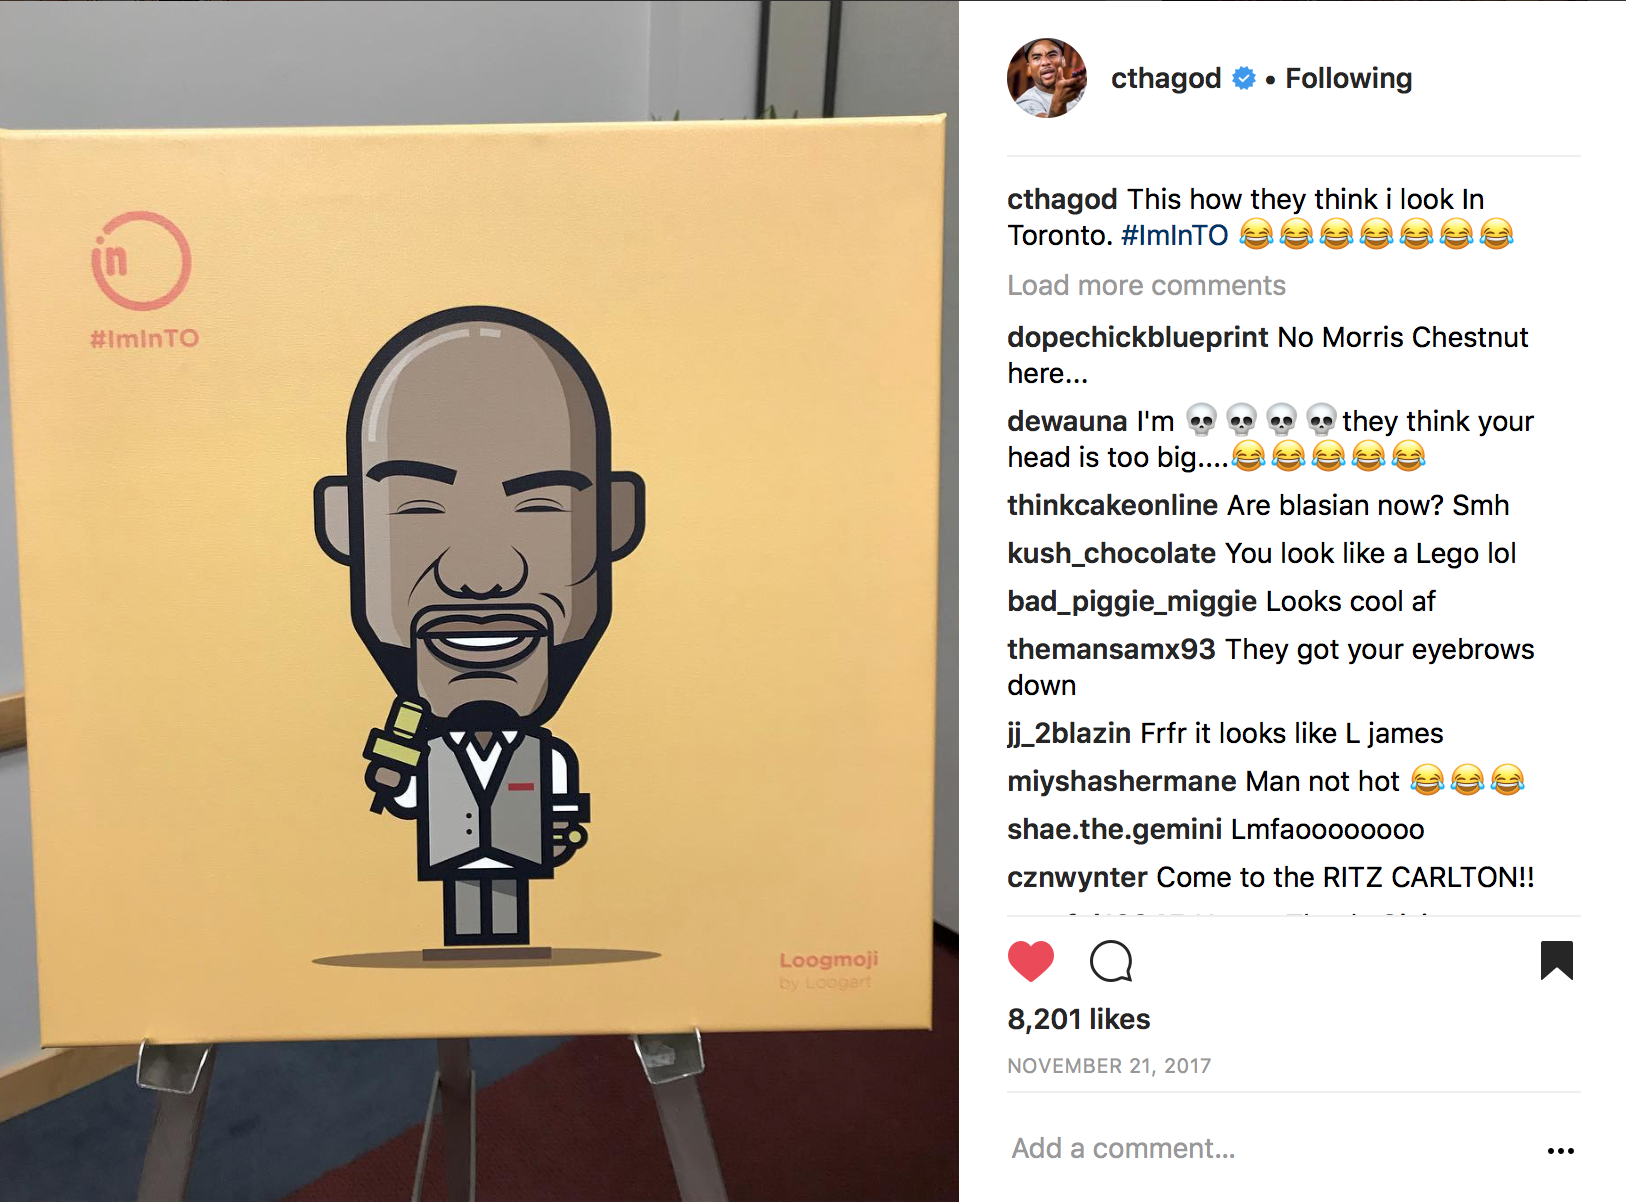 in
#ImInTO
Loogmoji
by Loogart
cthagod • Following
cthagod This how they think i look In
Toronto. #ImInTO 😂😂😂😂😂😂😂
Load more comments
dopechickblueprint No Morris Chestnut
here...
dewauna I'm 💀💀💀💀they think your
head is too big....😂😂😂😂😂
thinkcakeonline Are blasian now? Smh
kush_chocolate You look like a Lego lol
bad_piggie_miggie Looks cool af
themansamx93 They got your eyebrows
down
jj_2blazin Frfr it looks like L james
miyshashermane Man not hot 😂😂😂
shae.the.gemini Lmfaoooooooo
cznwynter Come to the RITZ CARLTON!!
8,201 likes
NOVEMBER 21, 2017
Add a comment...